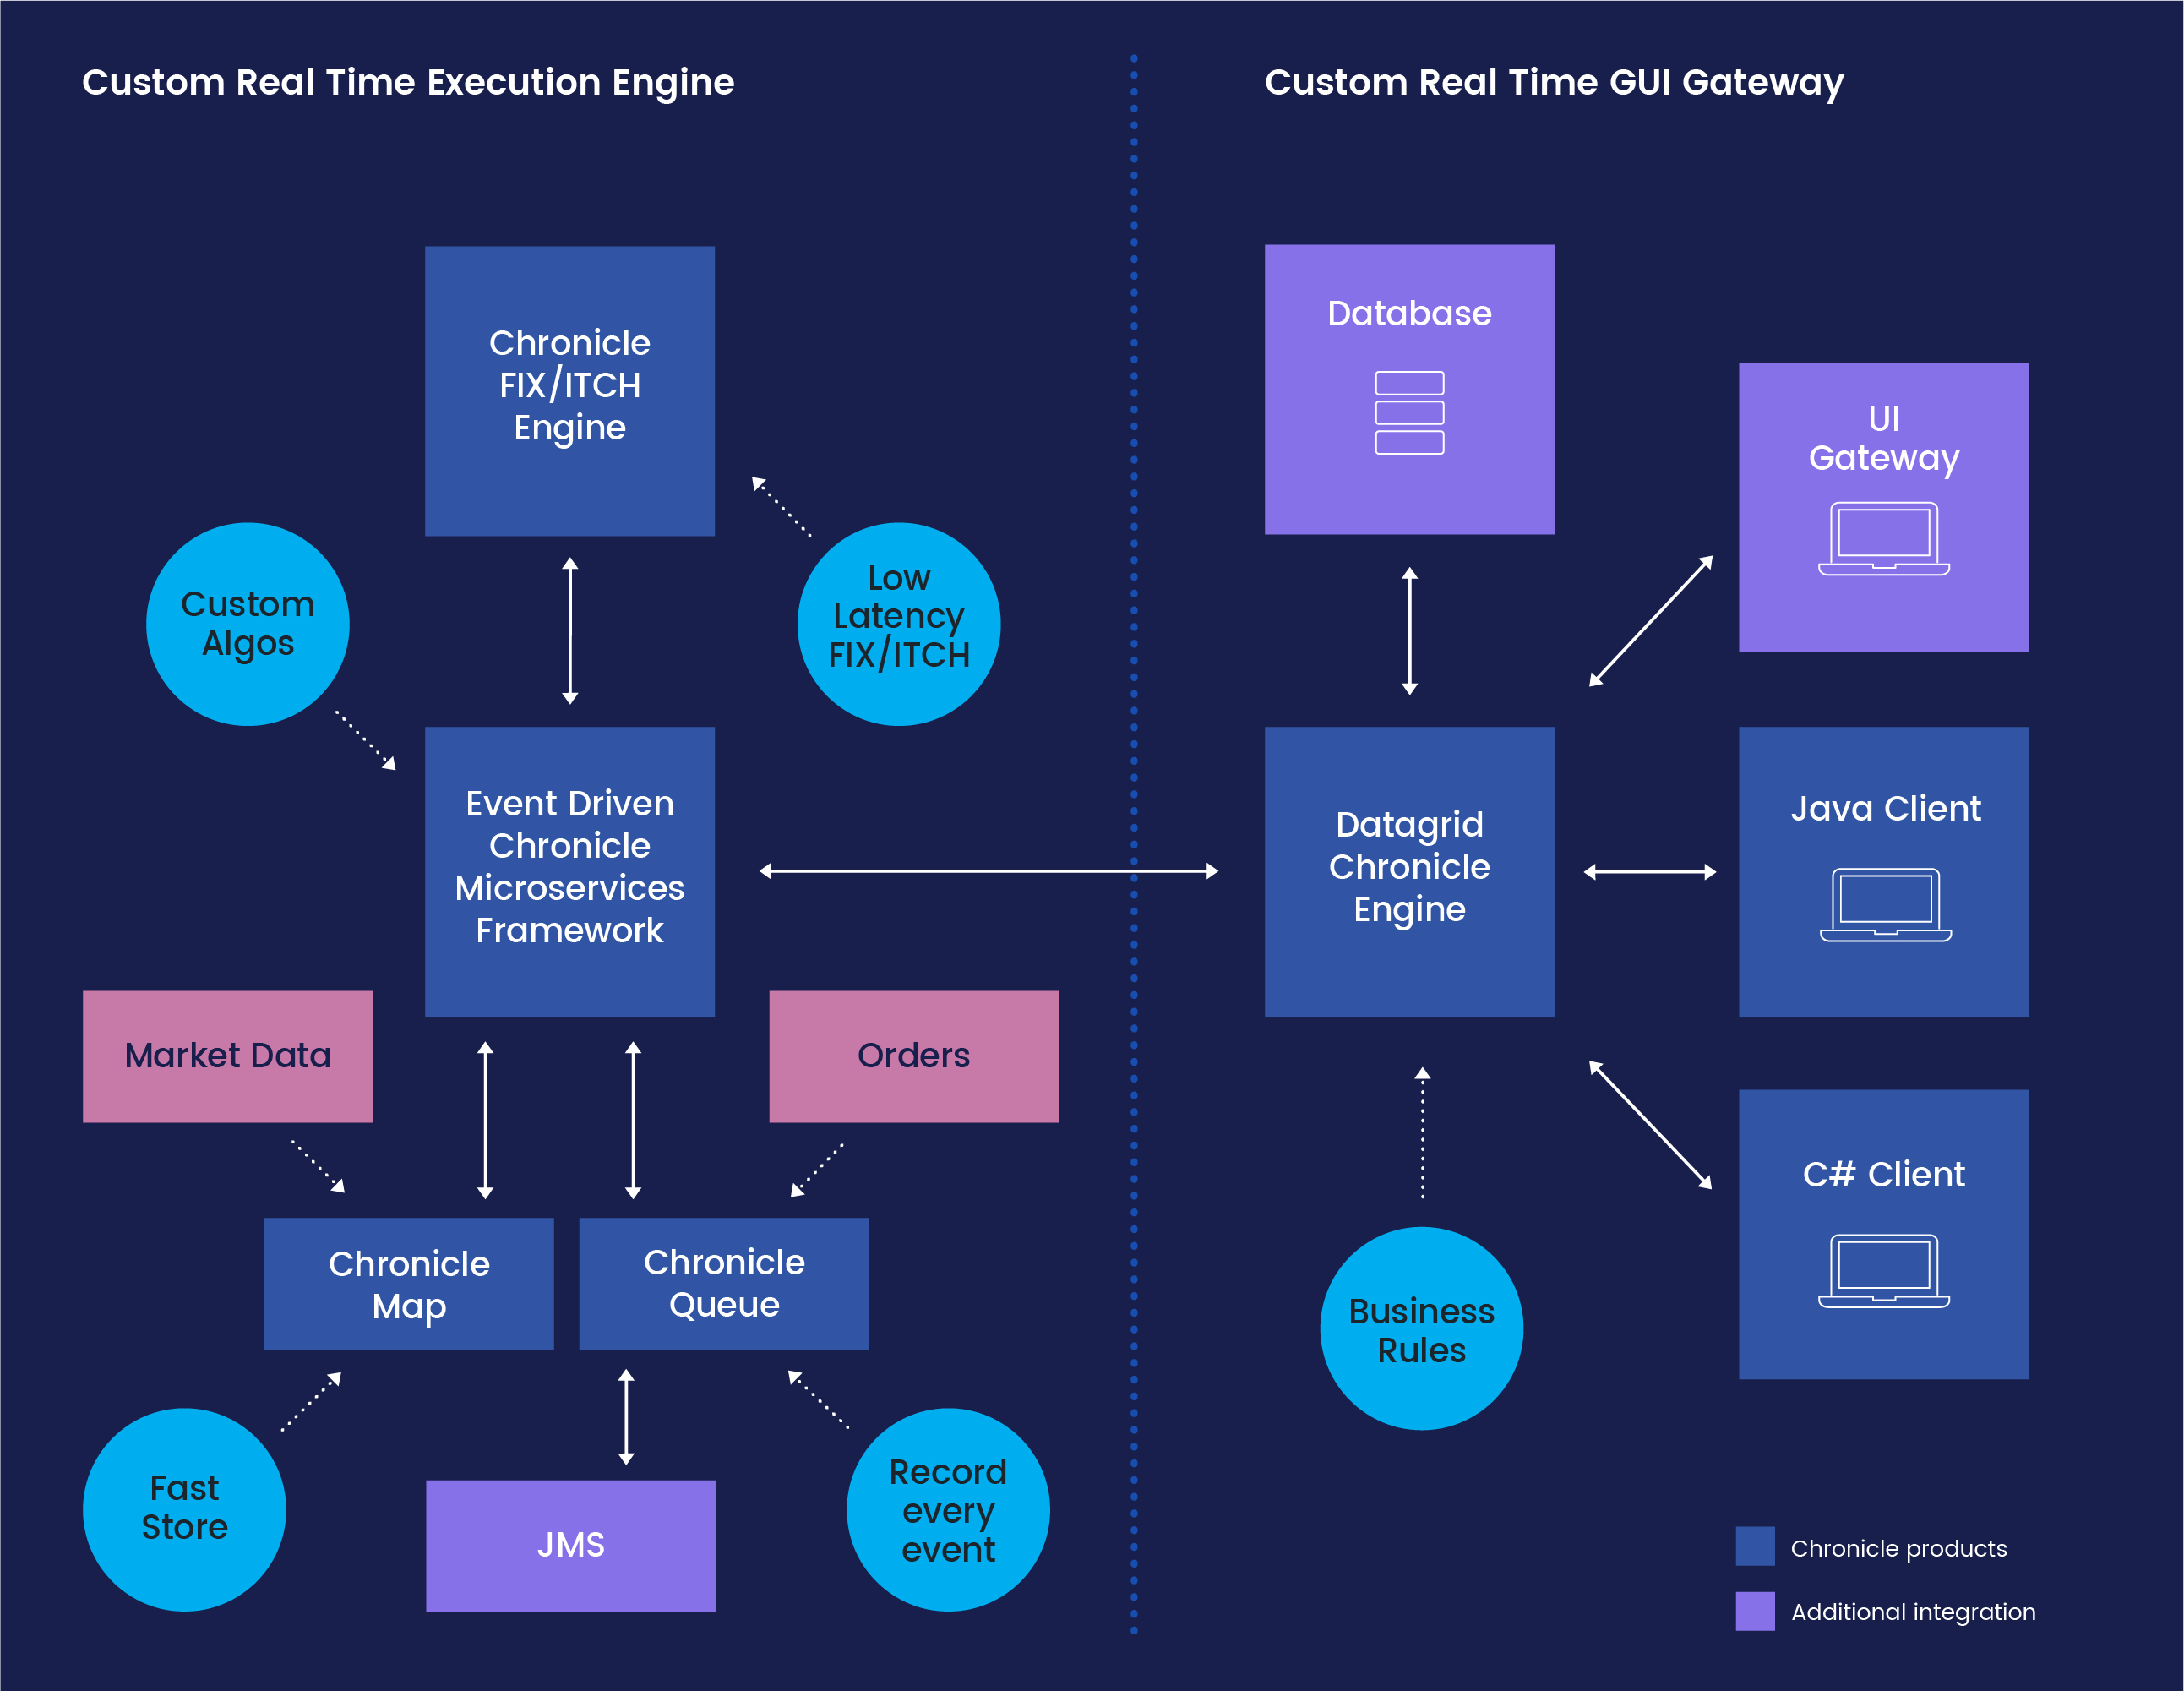 Custom Real Time Execution Engine
Custom Real Time GUI Gateway
Chronicle
FIX/ITCH
Engine
Custom
Algos
Low
Latency
FIX/ITCH
Event Driven
Chronicle
Microservices
Framework
Market Data
Orders
Chronicle
Map
Chronicle
Queue
Fast
Store
JMS
Record
every
event
Database
UI
Gateway
Datagrid
Chronicle
Engine
Java Client
C# Client
Business
Rules
Chronicle products
Additional integration